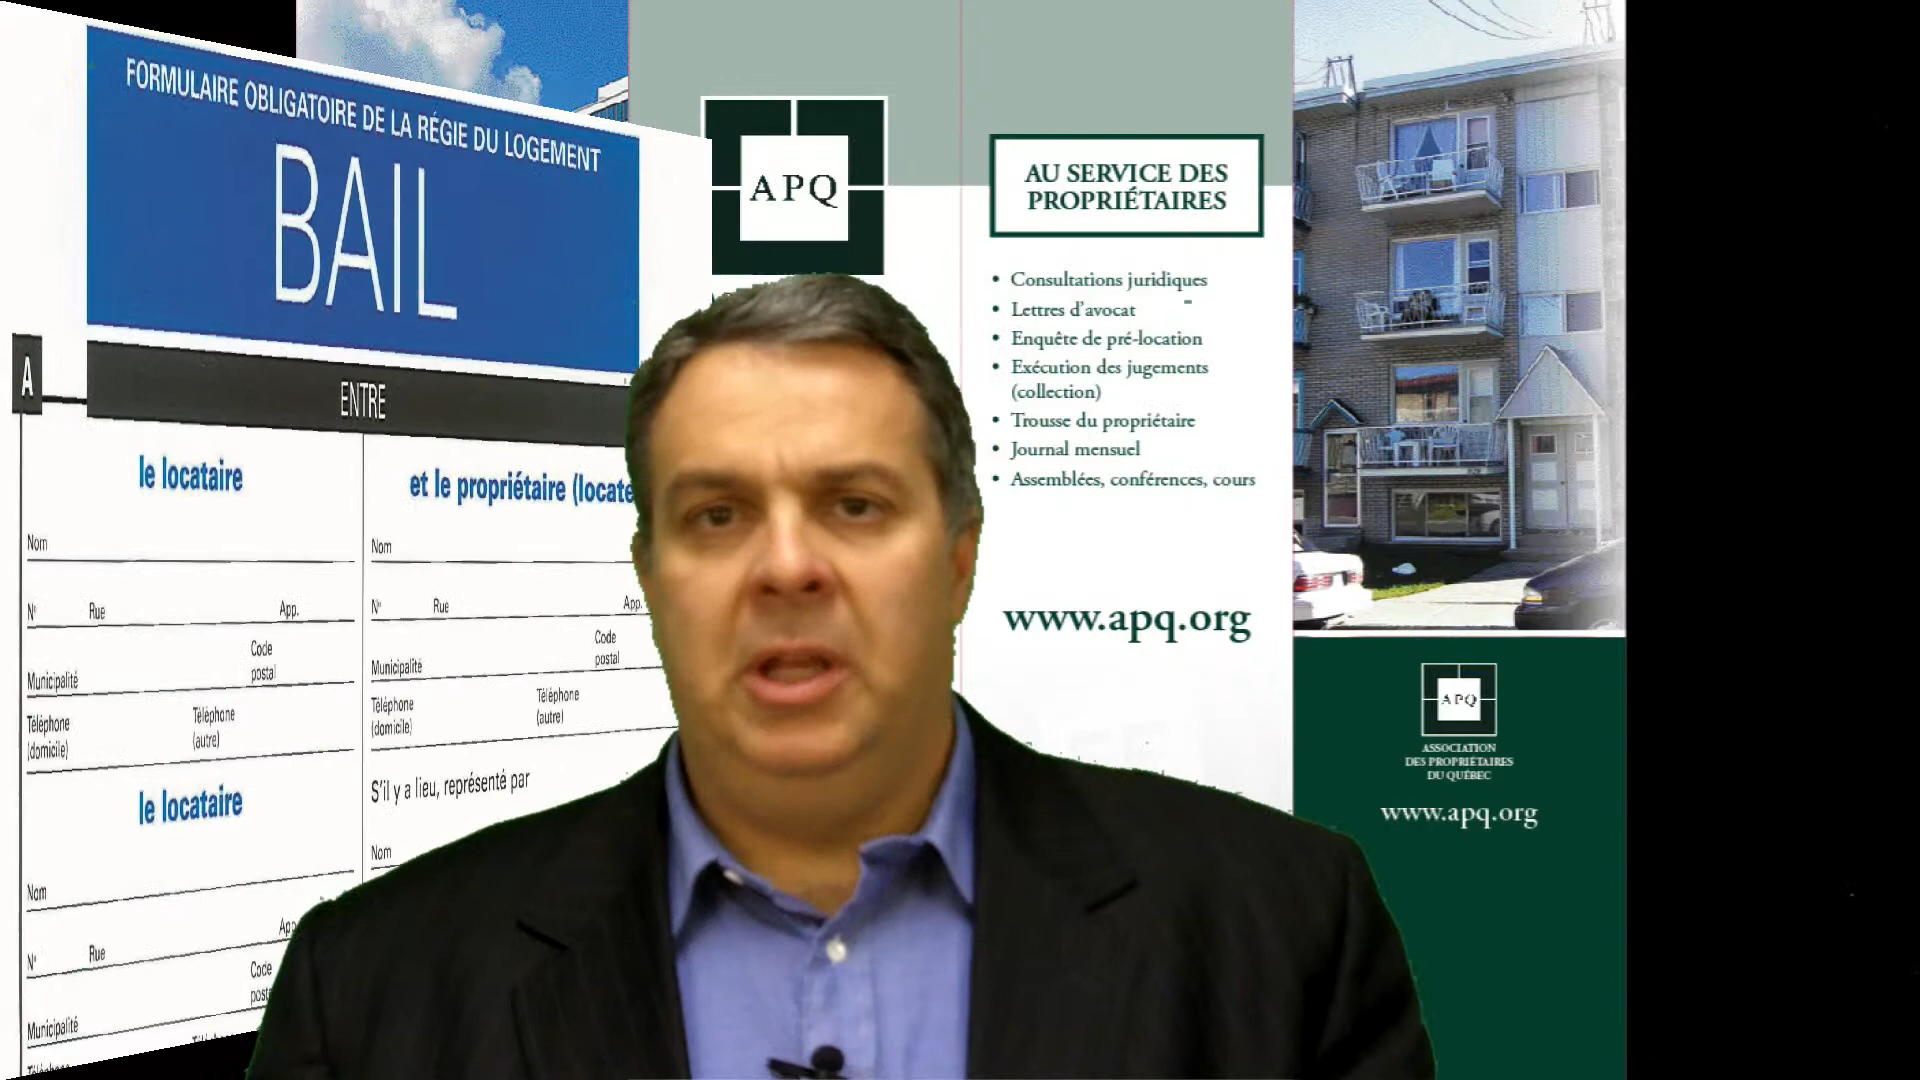 FORMULAIRE OBLIGATOIRE DE LA RÉGIE DU LOGEMENT
BAIL
A
ENTRE
le locataire
Nom
N° Rue App.
Municipalité
Code
postal
Téléphone
(domicile)
Téléphone
(autre)
le locataire
Nom
N° Rue App
Municipalité
Code
et le propriétaire
Nom
N° Rue App.
Municipalité
Code
postal
Téléphone
(domicile)
Téléphone
(autre)
S'il y a lieu, représenté par
Nom
APQ
AU SERVICE DES
PROPRIÉTAIRES
• Consultations juridiques
• Lettres d'avocat
• Enquête de pré-location
• Exécution des jugements
(collection)
• Trousse du propriétaire
• Journal mensuel
• Assemblées, conférences, cours
www.apq.org
APQ
ASSOCIATION
DES PROPRIÉTAIRES
DU QUÉBEC
www.apq.org